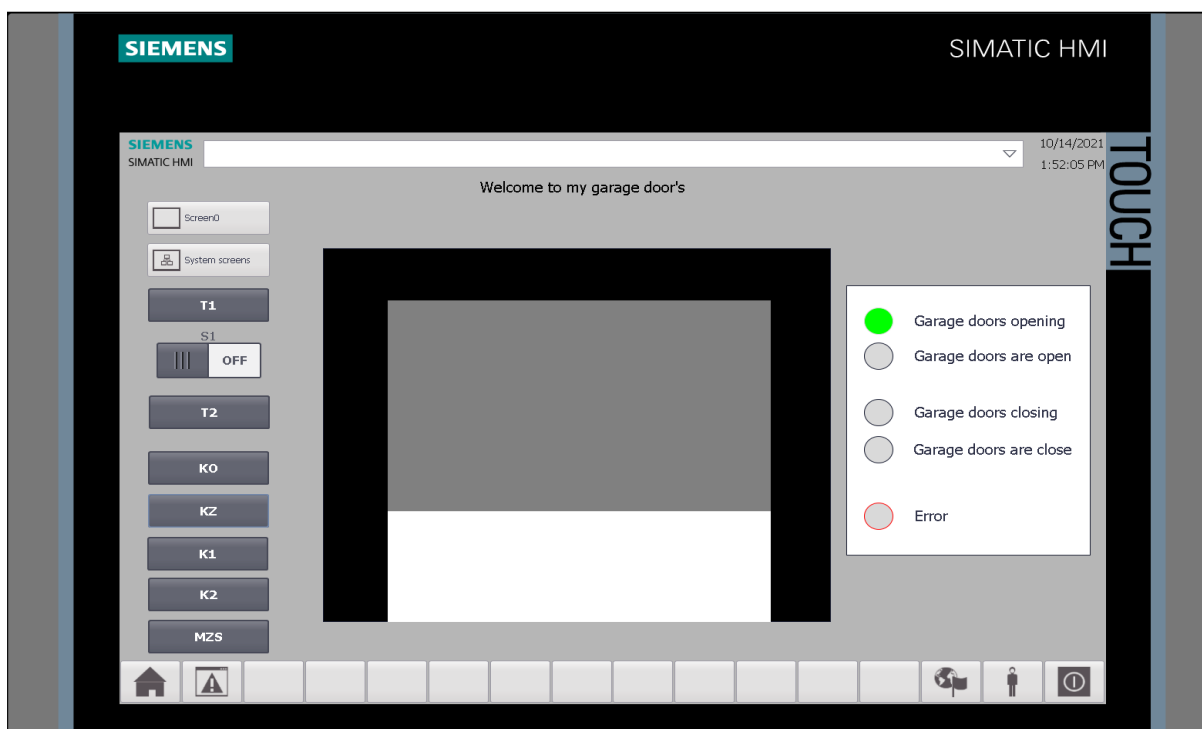 SIEMENS
SIMATIC HMI
TOUCH
SIEMENS
SIMATIC HMI
10/14/2021
1:52:05 PM
Welcome to my garage door's
Screen0
System screens
T1
S1
OFF
T2
KO
KZ
K1
K2
MZS
Garage doors opening
Garage doors are open
Garage doors closing
Garage doors are close
Error